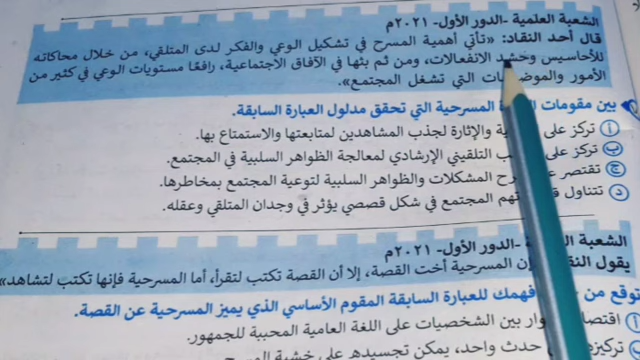 الشعبة العلمية -الدور الأول- ٢٠٢١م
قال أحد النقاد: «تأتي أهمية المسرح في تشكيل الوعي والفكر لدى المتلقي، من خلال محاكاته
للأحاسيس وحشد الانفعالات، ومن ثم بثها في الآفاق الاجتماعية، رافعًا مستويات الوعي في كثير من
الأمور التي تشغل المجتمع».
بين مقومات المسرحية التي تحقق مدلول العبارة السابقة.
أ تركز على والإثارة لجذب المشاهدين لمتابعتها والاستمتاع بها.
ب تركز على التلقيني الإرشادي لمعالجة الظواهر السلبية في المجتمع.
ج تقتصر المشكلات والظواهر السلبية لتوعية المجتمع بمخاطرها.
د تتناول المجتمع في شكل قصصي يؤثر في وجدان المتلقي وعقله.
الشعبة -الدور الأول- ٢٠٢١م
يقول المسرحية أخت القصة، إلا أن القصة تكتب لتقرأ، أما المسرحية فإنها تكتب لتشاهد»
توقع من فهمك للعبارة السابقة المقوم الأساسي الذي يميز المسرحية عن القصة.
أ بين الشخصيات على اللغة العامية المحببة للجمهور.
حدث واحد، يمكن تجسيده على خشبة